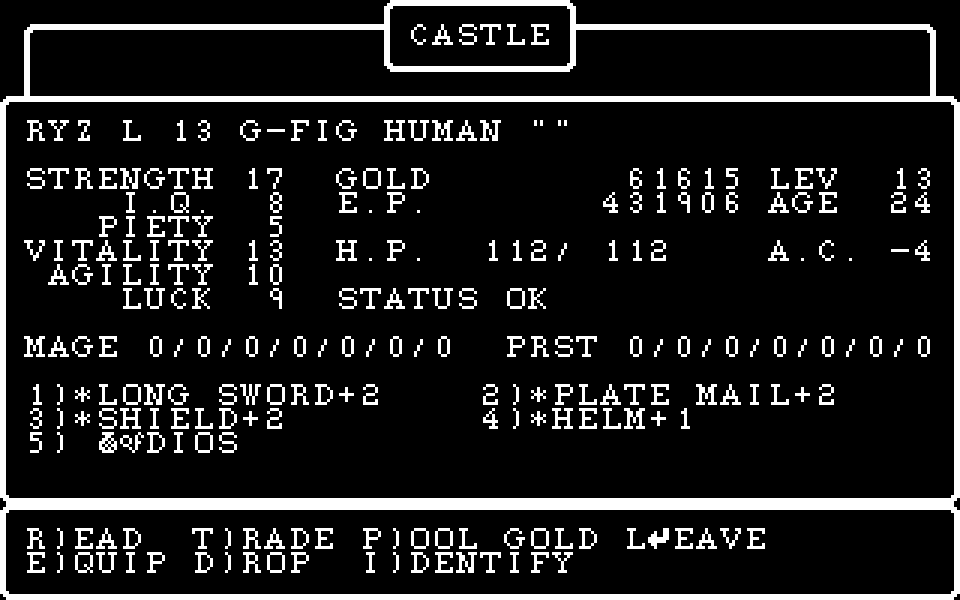 CASTLE
RYZ L 13 G-FIG HUMAN ""
STRENGTH 17 GOLD 61615 LEV 13
I.Q. 8 E.P. 431906 AGE 24
PIETY 5
VITALITY 13 H.P. 112/ 112 A.C. -4
AGILITY 10
LUCK 9 STATUS OK
MAGE 0/0/0/0/0/0/0 PRST 0/0/0/0/0/0/0
1)*LONG SWORD+2 2)*PLATE MAIL+2
3)*SHIELD+2 4)*HELM+1
5) DIOS
R)EAD T)RADE P)OOL GOLD L↵EAVE
E)QUIP D)ROP I)DENTIFY